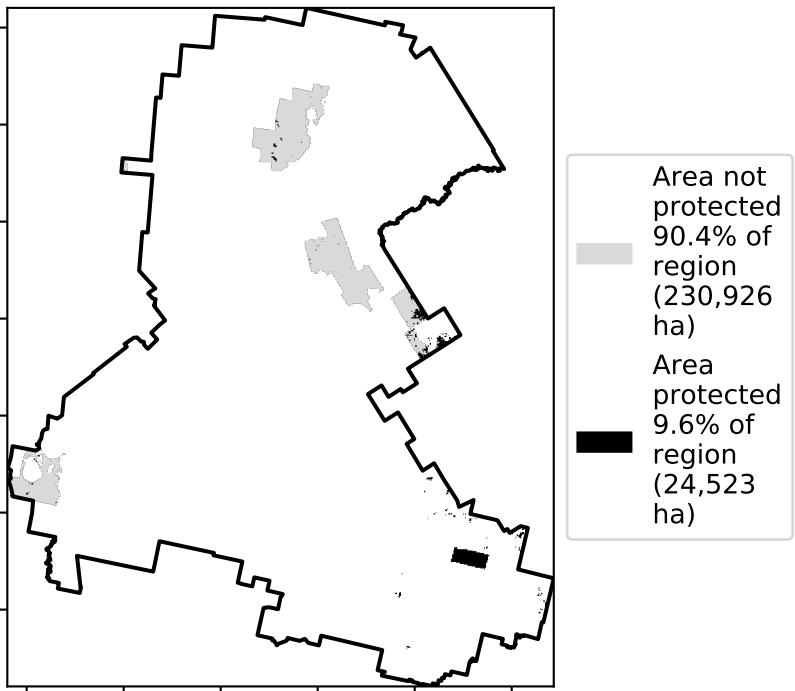 Area not
protected
90.4% of
region
(230,926
ha)
Area
protected
9.6% of
region
(24,523
ha)